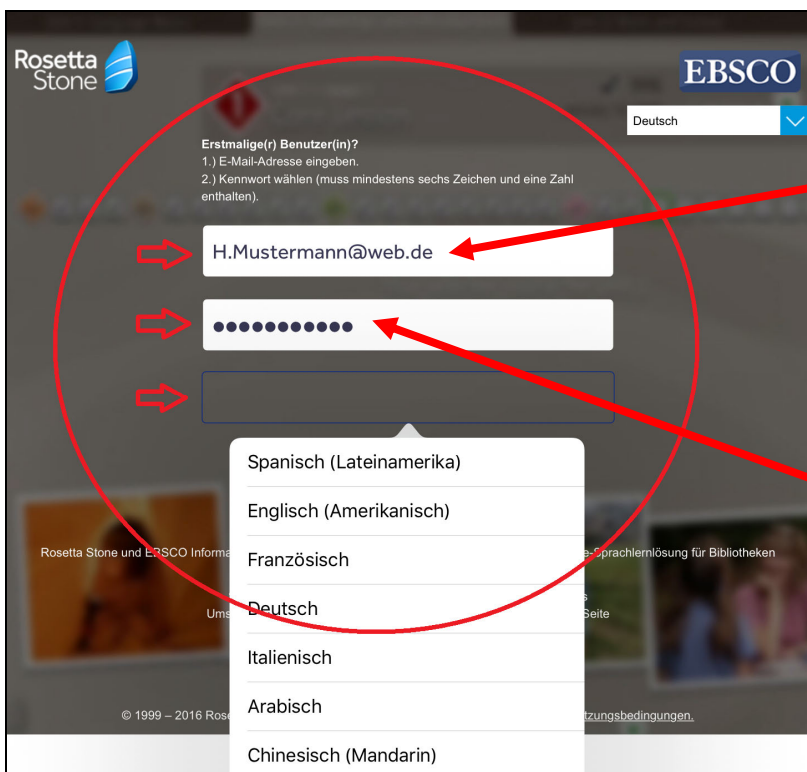 Rosetta
Stone
EBSCO
Deutsch
Erstmalige(r) Benutzer(in)?
1.) E-Mail-Adresse eingeben.
2.) Kennwort wählen (muss mindestens sechs Zeichen und eine Zahl
enthalten).
H.Mustermann@web.de
●●●●●●●●●●●
Spanisch (Lateinamerika)
Englisch (Amerikanisch)
Französisch
Deutsch
Italienisch
Arabisch
Chinesisch (Mandarin)
Rosetta Stone und EBSCO Informa
e-Sprachlernlösung für Bibliotheken
s
Ums
Seite
© 1999 – 2016 Rose
tzungsbedingungen.